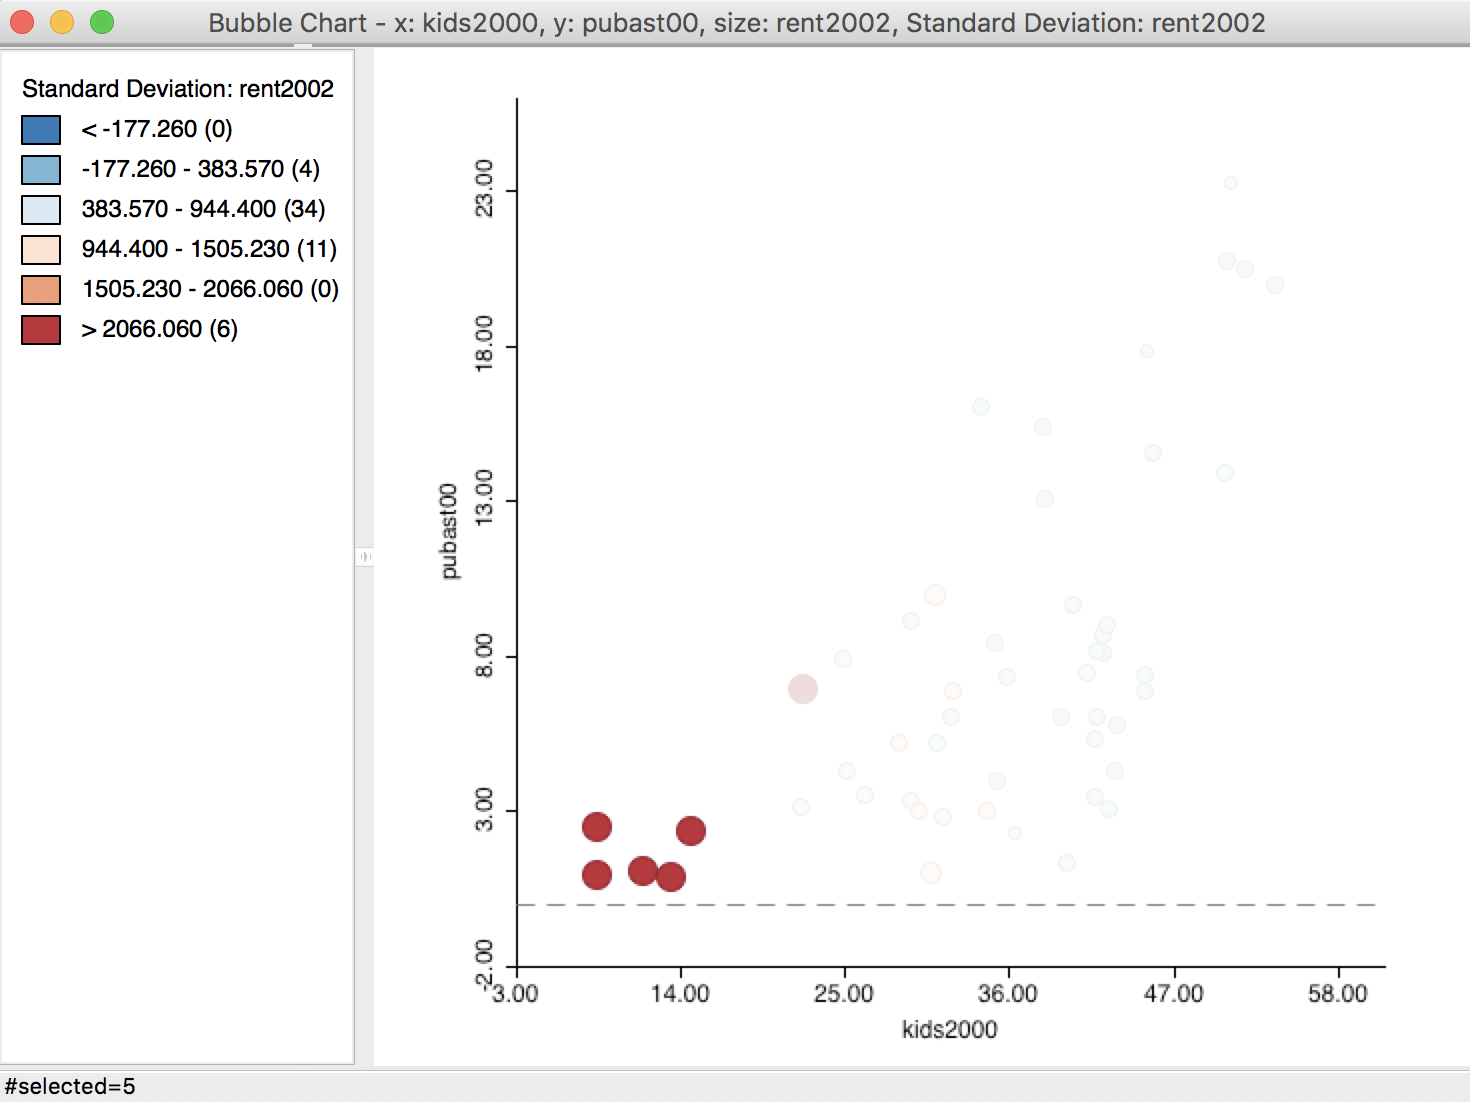 Bubble Chart - x: kids2000, y: pubast00, size: rent2002, Standard Deviation: rent2002
Standard Deviation: rent2002
< -177.260 (0)
-177.260 - 383.570 (4)
383.570 - 944.400 (34)
944.400 - 1505.230 (11)
1505.230 - 2066.060 (0)
> 2066.060 (6)
23.00
18.00
13.00
8.00
3.00
-2.00
pubast00
3.00 14.00 25.00 36.00 47.00 58.00
kids2000
#selected=5